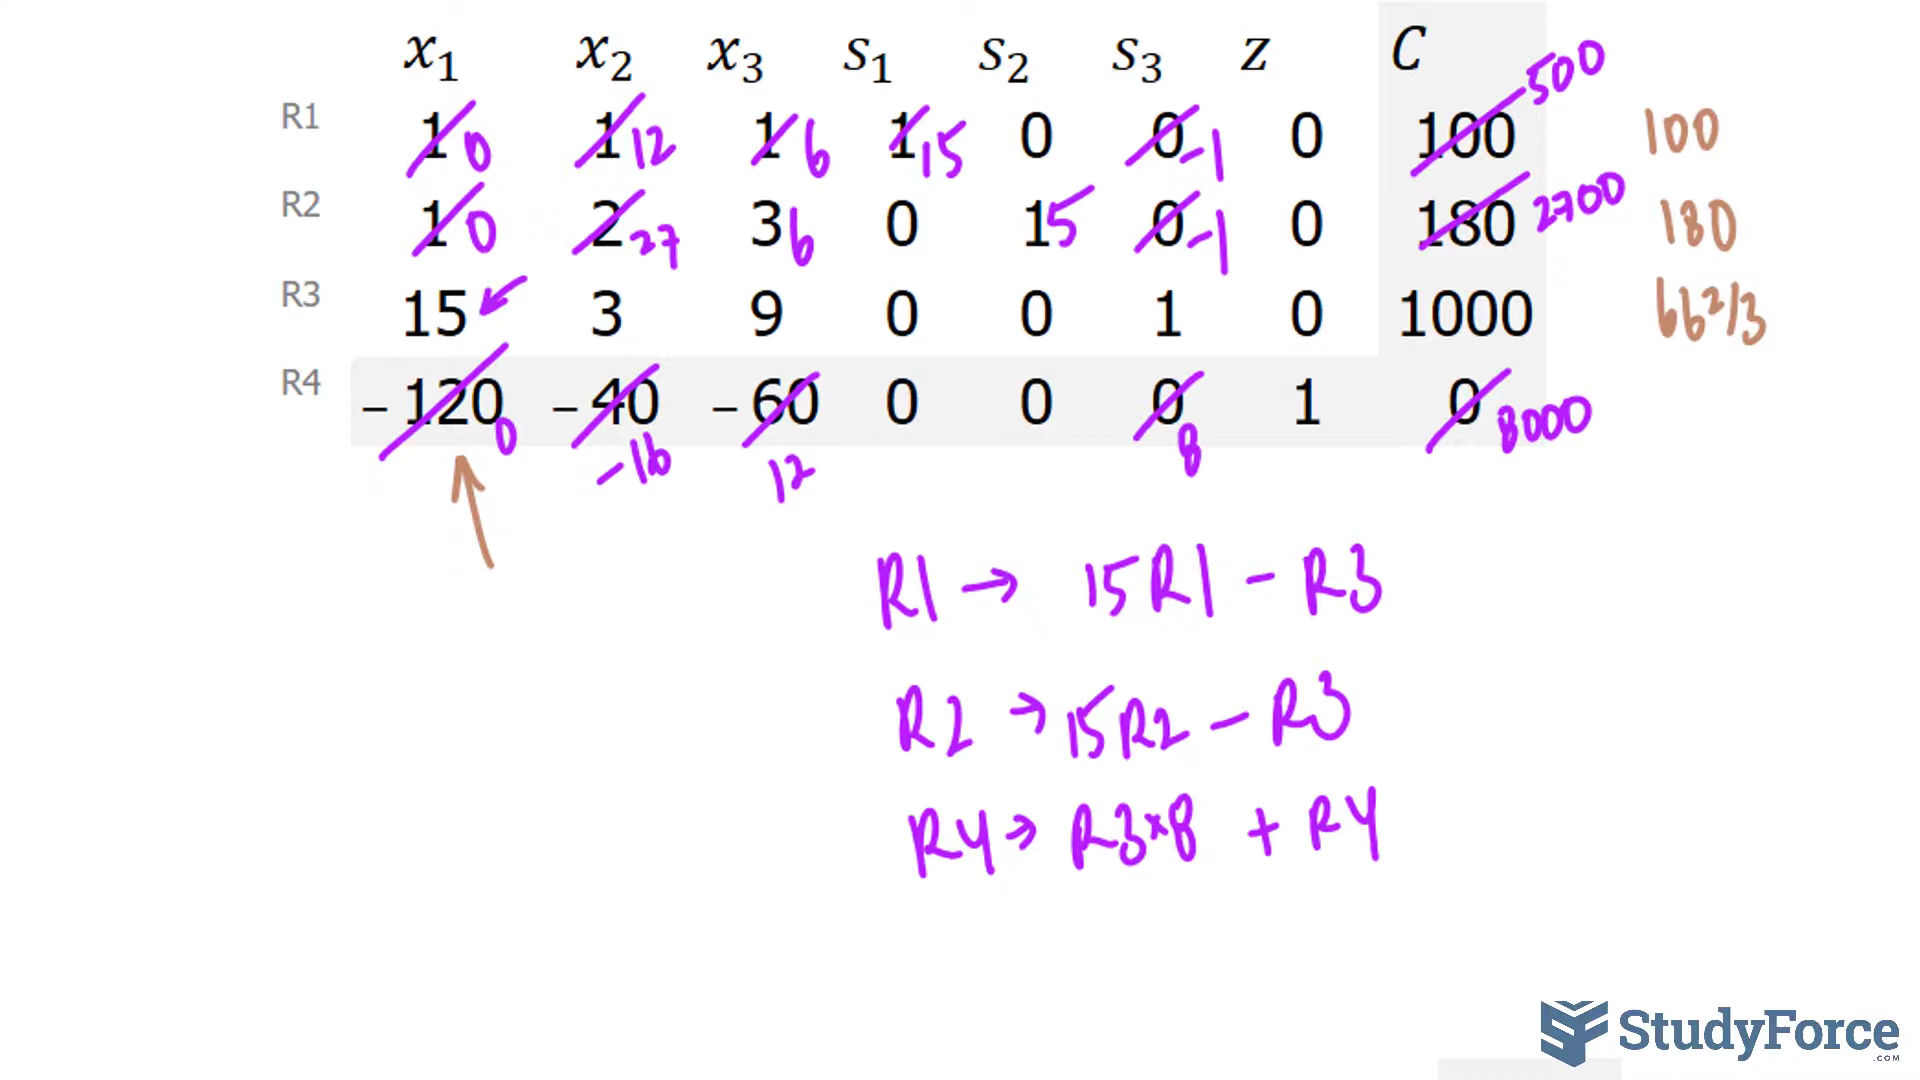 x₁ x₂ x₃ s₁ s₂ s₃ z C
500
R1 1 0 1 12 1 6 1 15 0 0 -1 0 100 100
R2 1 0 2 27 3 6 0 15 0 -1 0 180 2700 180
R3 15 3 9 0 0 1 0 1000 66 2/3
R4 -120 0 -40 -60 0 0 0 1 0 8000
-16 12 8
R1 → 15R1 - R3
R2 → 15R2 - R3
R4 → R3×8 + R4
StudyForce
.COM